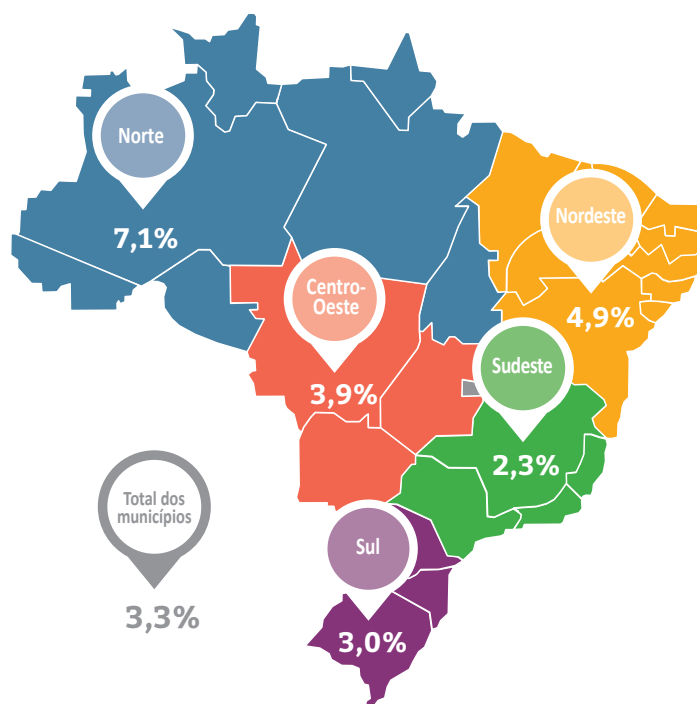 Norte
7,1%
Nordeste
4,9%
Centro-
Oeste
3,9%
Sudeste
2,3%
Total dos
municípios
3,3%
Sul
3,0%